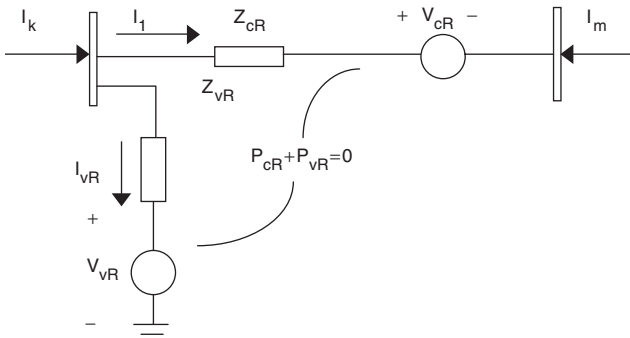 I_k I_1 Z_cR + V_cR − I_m
Z_vR
I_vR P_cR+P_vR=0
+
V_vR
−